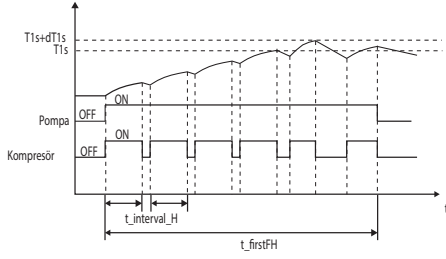 T1s+dT1s
T1s
ON
Pompa OFF
ON
Kompresör OFF
t
t_interval_H
t_firstFH